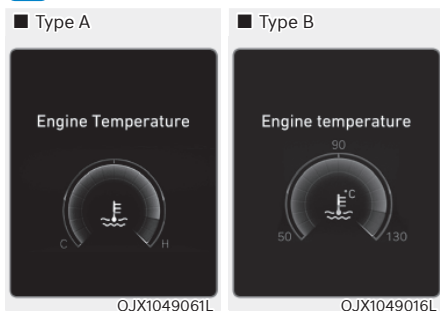 ■ Type A
Engine Temperature
C
H
OJX1049061L
■ Type B
Engine temperature
90
°C
50
130
OJX1049016L